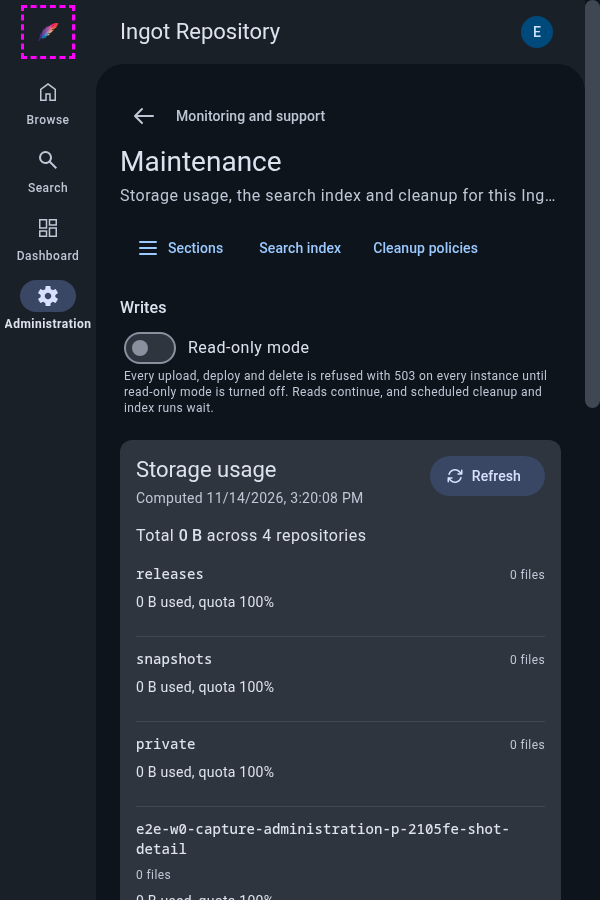 Ingot Repository
E
Browse
Search
Dashboard
Administration
Monitoring and support
Maintenance
Storage usage, the search index and cleanup for this Ing…
Sections
Search index
Cleanup policies
Writes
Read-only mode
Every upload, deploy and delete is refused with 503 on every instance until
read-only mode is turned off. Reads continue, and scheduled cleanup and
index runs wait.
Storage usage
Refresh
Computed 11/14/2026, 3:20:08 PM
Total 0 B across 4 repositories
releases
0 files
0 B used, quota 100%
snapshots
0 files
0 B used, quota 100%
private
0 files
0 B used, quota 100%
e2e-w0-capture-administration-p-2105fe-shot-
detail
0 files
0 B used, quota 100%